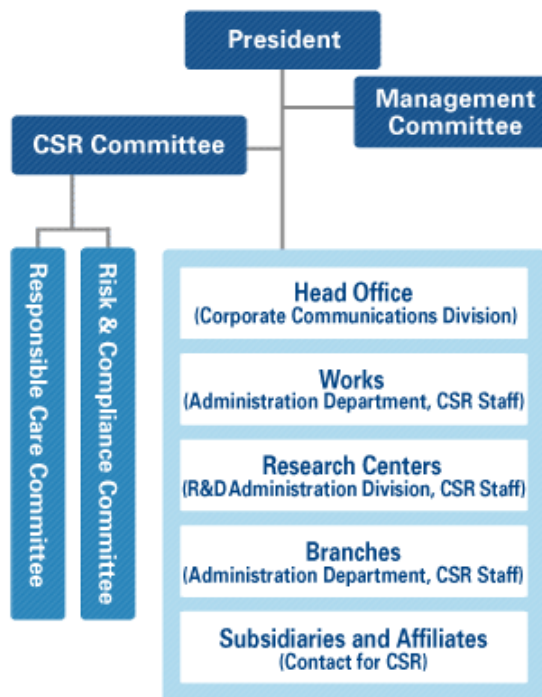 President
Management
Committee
CSR Committee
Responsible Care Committee
Risk & Compliance Committee
Head Office
(Corporate Communications Division)
Works
(Administration Department, CSR Staff)
Research Centers
(R&D Administration Division, CSR Staff)
Branches
(Administration Department, CSR Staff)
Subsidiaries and Affiliates
(Contact for CSR)